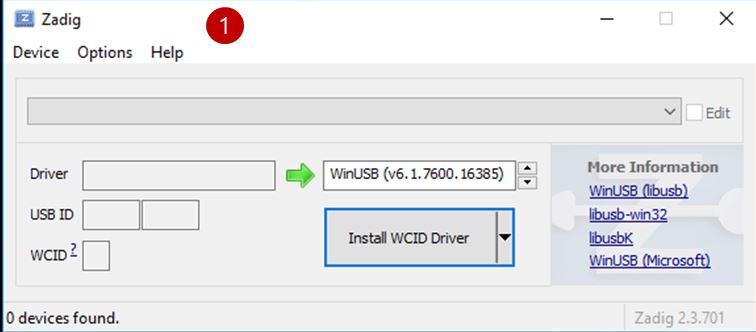 Zadig
1
Device Options Help
Edit
Driver
WinUSB (v6.1.7600.16385)
More Information
WinUSB (libusb)
USB ID
libusb-win32
Install WCID Driver
libusbK
WCID ?
WinUSB (Microsoft)
0 devices found.
Zadig 2.3.701